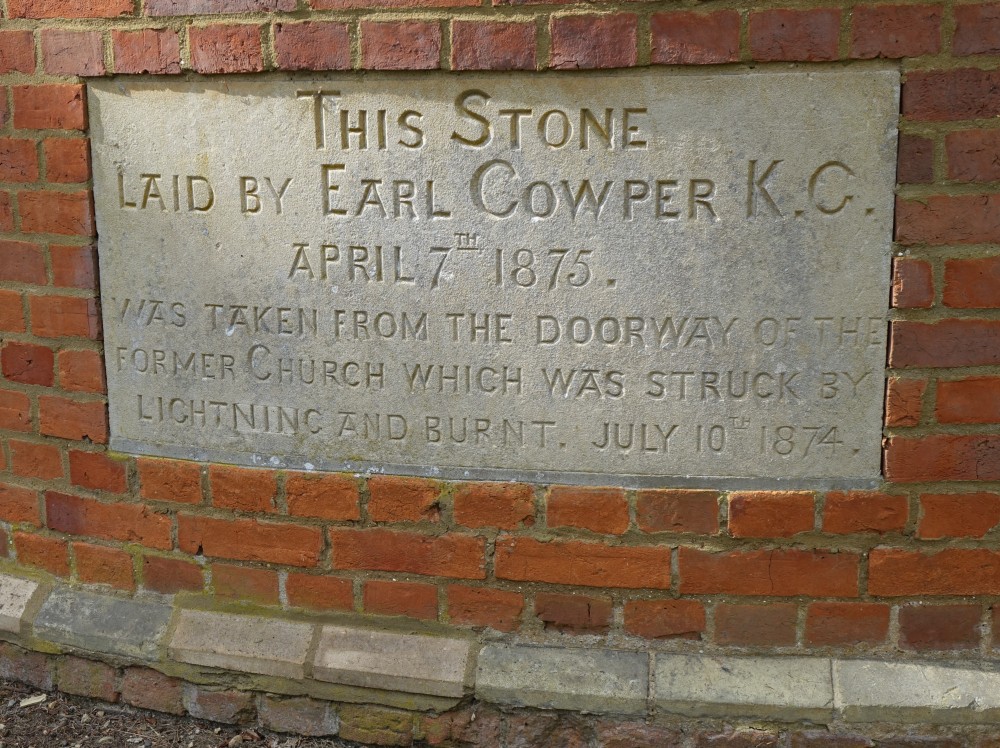 This Stone
laid by Earl Cowper K.G.
April 7th 1875.
was taken from the doorway of the
former Church which was struck by
lightning and burnt. July 10th 1874.